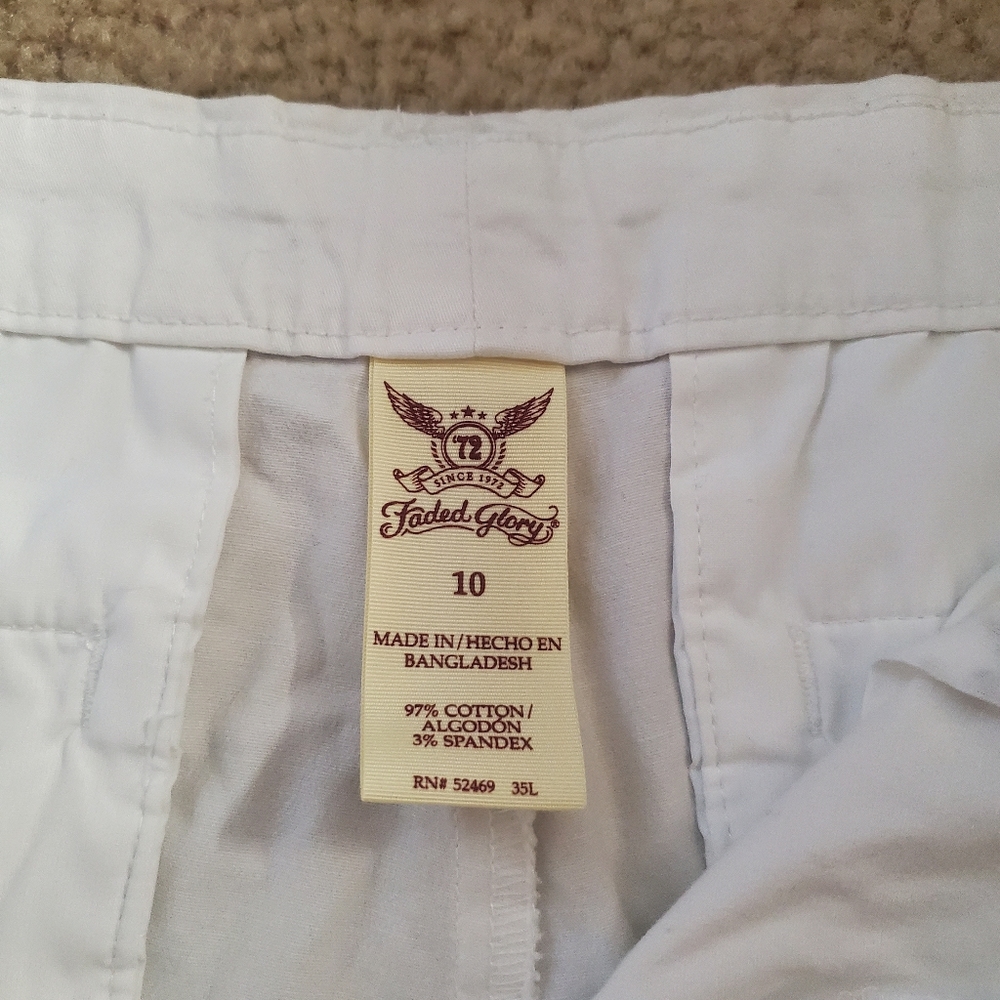 '72
SINCE 1972
Faded Glory®
10
MADE IN/HECHO EN
BANGLADESH
97% COTTON/
ALGODÓN
3% SPANDEX
RN# 52469 35L